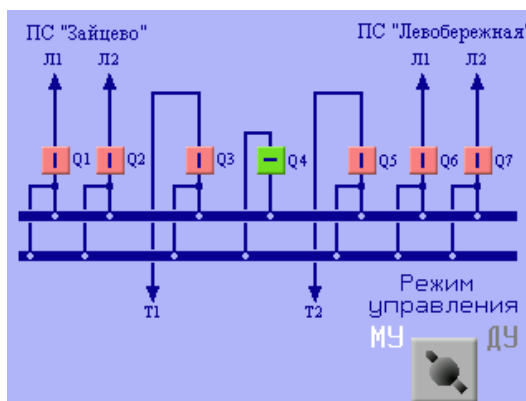 ПС "Зайцево" ПС "Левобережная"
Л1 Л2 Л1 Л2
Q1 Q2 Q3 Q4 Q5 Q6 Q7
Т1 Т2
Режим
управления
МУ ДУ